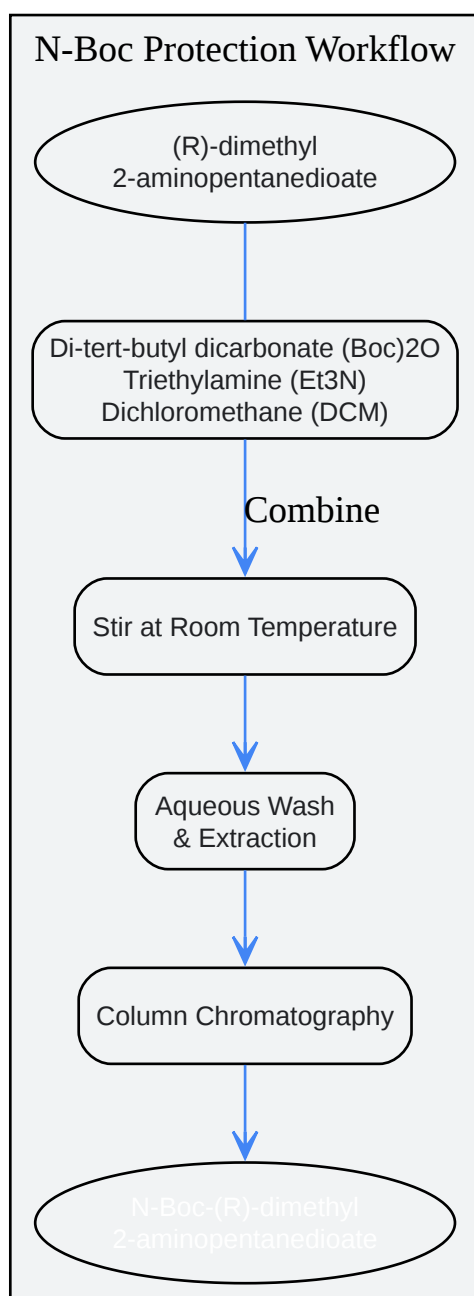 N-Boc Protection Workflow
(R)-dimethyl
2-aminopentanedioate
Di-tert-butyl dicarbonate (Boc)2O
Triethylamine (Et3N)
Dichloromethane (DCM)
Combine
Stir at Room Temperature
Aqueous Wash
& Extraction
Column Chromatography
N-Boc-(R)-dimethyl
2-aminopentanedioate